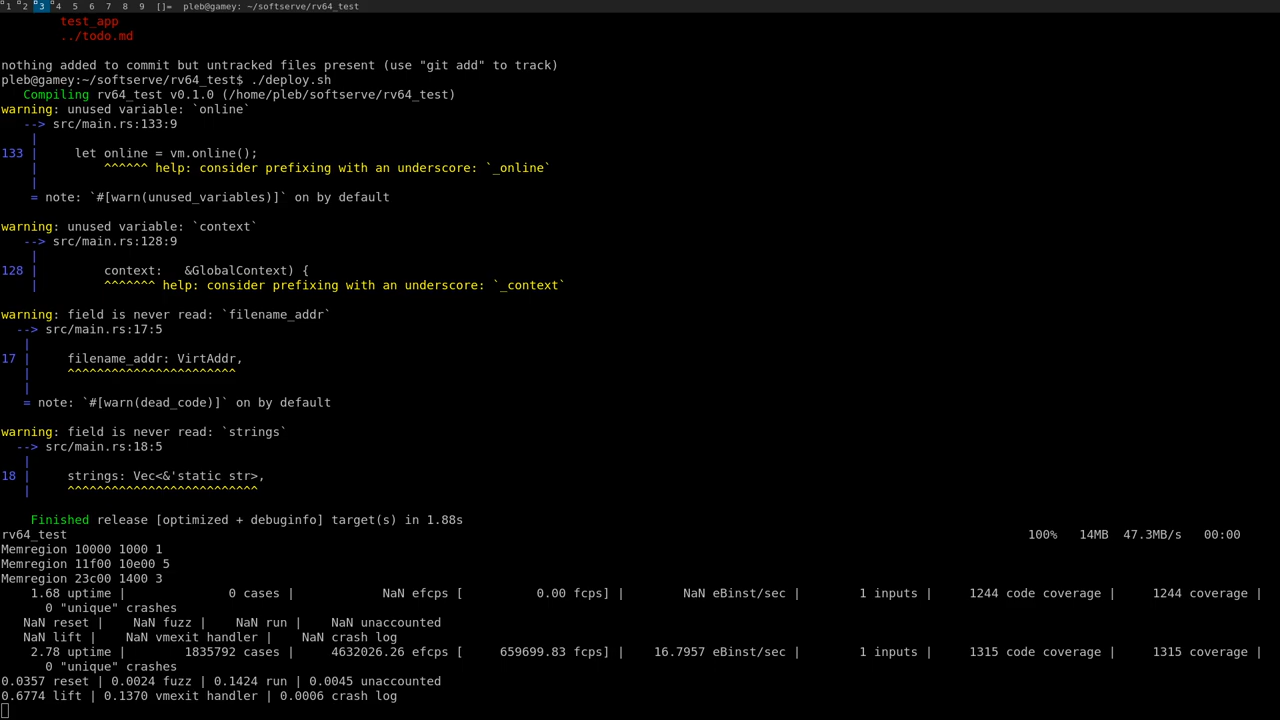 1 2 3 4 5 6 7 8 9 []= pleb@gamey: ~/softserve/rv64_test
test_app
../todo.md
nothing added to commit but untracked files present (use "git add" to track)
pleb@gamey:~/softserve/rv64_test$ ./deploy.sh
Compiling rv64_test v0.1.0 (/home/pleb/softserve/rv64_test)
warning: unused variable: `online`
--> src/main.rs:133:9
|
133 | let online = vm.online();
| ^^^^^^ help: consider prefixing with an underscore: `_online`
|
= note: `#[warn(unused_variables)]` on by default
warning: unused variable: `context`
--> src/main.rs:128:9
|
128 | context: &GlobalContext) {
| ^^^^^^^ help: consider prefixing with an underscore: `_context`
warning: field is never read: `filename_addr`
--> src/main.rs:17:5
|
17 | filename_addr: VirtAddr,
| ^^^^^^^^^^^^^^^^^^^^^^^
|
= note: `#[warn(dead_code)]` on by default
warning: field is never read: `strings`
--> src/main.rs:18:5
|
18 | strings: Vec<&'static str>,
| ^^^^^^^^^^^^^^^^^^^^^^^^^^
Finished release [optimized + debuginfo] target(s) in 1.88s
rv64_test 100% 14MB 47.3MB/s 00:00
Memregion 10000 1000 1
Memregion 11f00 10e00 5
Memregion 23c00 1400 3
1.68 uptime | 0 cases | NaN efcps [ 0.00 fcps] | NaN eBinst/sec | 1 inputs | 1244 code coverage | 1244 coverage |
0 "unique" crashes
NaN reset | NaN fuzz | NaN run | NaN unaccounted
NaN lift | NaN vmexit handler | NaN crash log
2.78 uptime | 1835792 cases | 4632026.26 efcps [ 659699.83 fcps] | 16.7957 eBinst/sec | 1 inputs | 1315 code coverage | 1315 coverage |
0 "unique" crashes
0.0357 reset | 0.0024 fuzz | 0.1424 run | 0.0045 unaccounted
0.6774 lift | 0.1370 vmexit handler | 0.0006 crash log